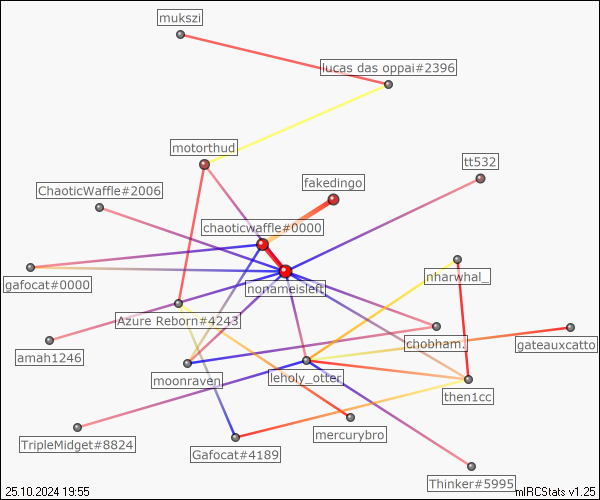 mukszi
lucas das oppai#2396
motorthud
tt532
fakedingo
ChaoticWaffle#2006
chaoticwaffle#0000
nharwhal_
gafocat#0000
nonameisleft
Azure Reborn#4243
chobham.
gateauxcatto
amah1246
leholy_otter
moonraven
then1cc
mercurybro
TripleMidget#8824
Gafocat#4189
Thinker#5995
25.10.2024 19:55
mIRCStats v1.25